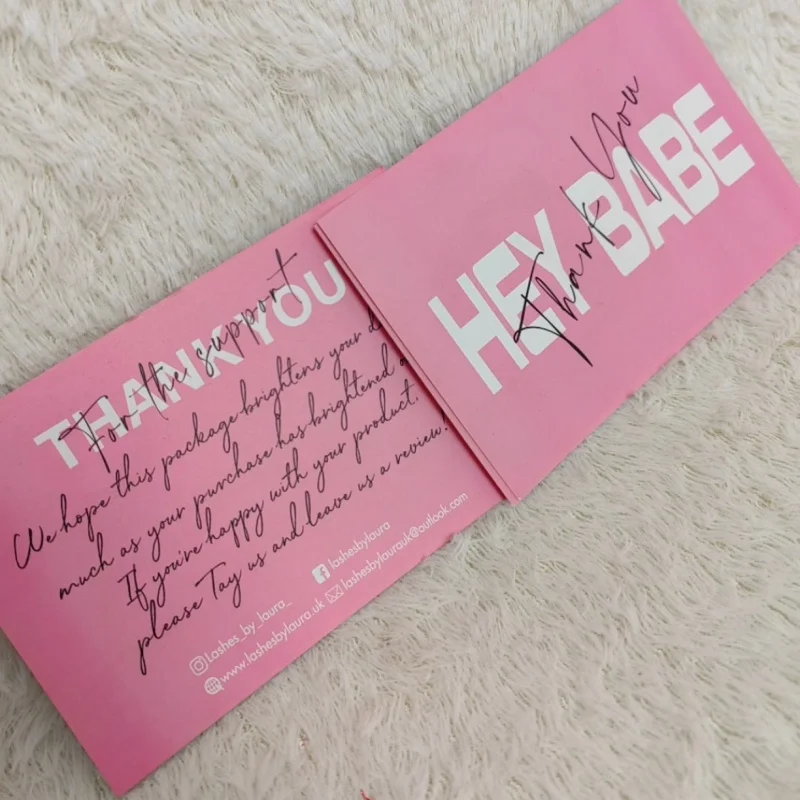 HEY BABE
Thank You
THANK YOU
For the support
We hope this package brightens your
much as your purchase has brightened
If you're happy with your product,
please Tay us and leave us a review!
lashesbylaura
Lashes_by_laura_
lashesbylaurauk@outlook.com
www.lashesbylaura.uk